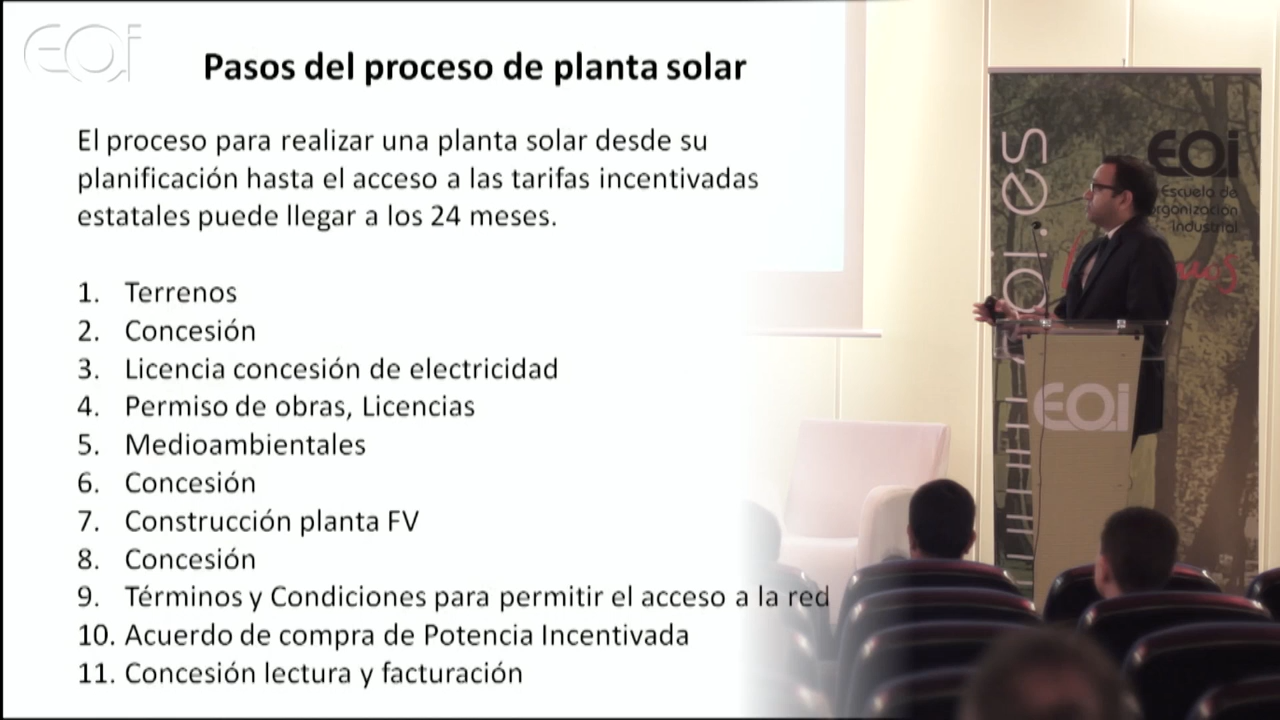 EOi
Pasos del proceso de planta solar
El proceso para realizar una planta solar desde su
planificación hasta el acceso a las tarifas incentivadas
estatales puede llegar a los 24 meses.
1. Terrenos
2. Concesión
3. Licencia concesión de electricidad
4. Permiso de obras, Licencias
5. Medioambientales
6. Concesión
7. Construcción planta FV
8. Concesión
9. Términos y Condiciones para permitir el acceso a la red
10. Acuerdo de compra de Potencia Incentivada
11. Concesión lectura y facturación
EOi
Escuela de
organización
industrial
oi.es
EOi